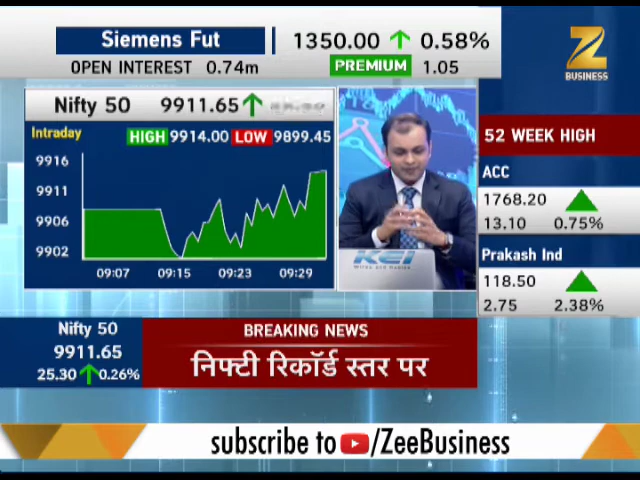 Siemens Fut
1350.00 0.58%
OPEN INTEREST 0.74m
PREMIUM 1.05
Z
BUSINESS
Nifty 50 9911.65
Intraday
HIGH 9914.00 LOW 9899.45
9916
9911
9906
9902
09:07 09:15 09:23 09:29
KEI
Wires and Cables
52 WEEK HIGH
ACC
1768.20
13.10 0.75%
Prakash Ind
118.50
2.75 2.38%
Nifty 50
9911.65
25.30 0.26%
BREAKING NEWS
निफ्टी रिकॉर्ड स्तर पर
subscribe to /ZeeBusiness